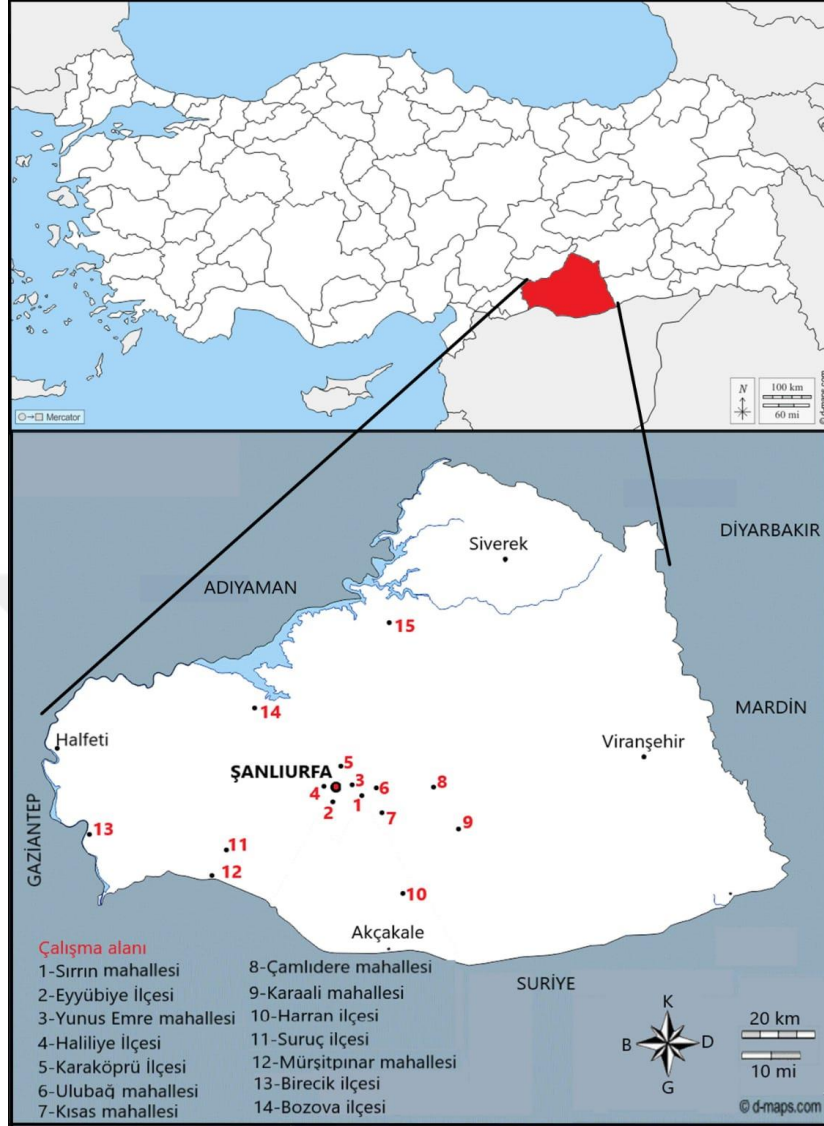 N
100 km
60 mi
Mercator
© d-maps.com
DİYARBAKIR
Siverek
ADIYAMAN
15
14
MARDİN
Halfeti
Viranşehir
5
ŞANLIURFA
4
3
6
8
2
1
7
9
GAZİANTEP
13
11
12
10
Akçakale
SURİYE
Çalışma alanı
1-Sırrın mahallesi
2-Eyyübiye İlçesi
3-Yunus Emre mahallesi
4-Haliliye İlçesi
5-Karaköprü İlçesi
6-Ulubağ mahallesi
7-Kısas mahallesi
8-Çamlıdere mahallesi
9-Karaali mahallesi
10-Harran ilçesi
11-Suruç ilçesi
12-Mürşitpınar mahallesi
13-Birecik ilçesi
14-Bozova ilçesi
K
B
D
G
20 km
10 mi
© d-maps.com